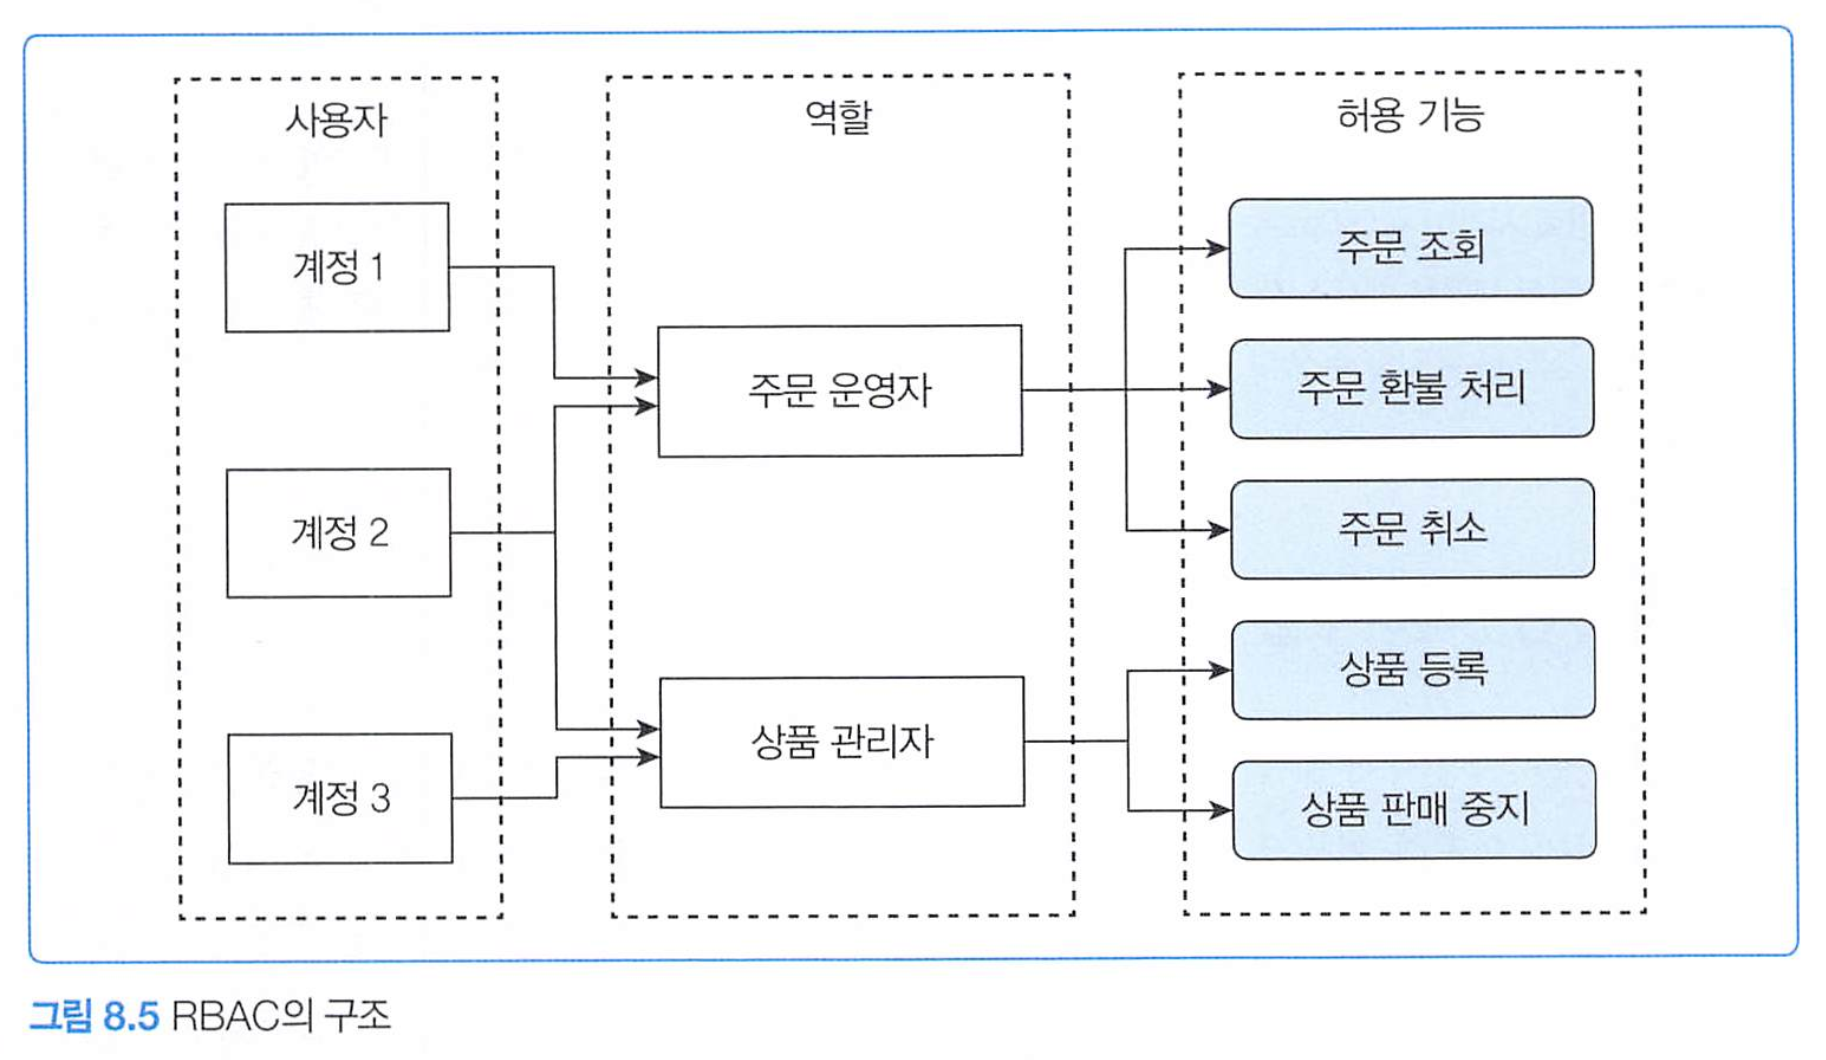 사용자
역할
허용 기능
계정 1
계정 2
계정 3
주문 운영자
상품 관리자
주문 조회
주문 환불 처리
주문 취소
상품 등록
상품 판매 중지
그림 8.5 RBAC의 구조